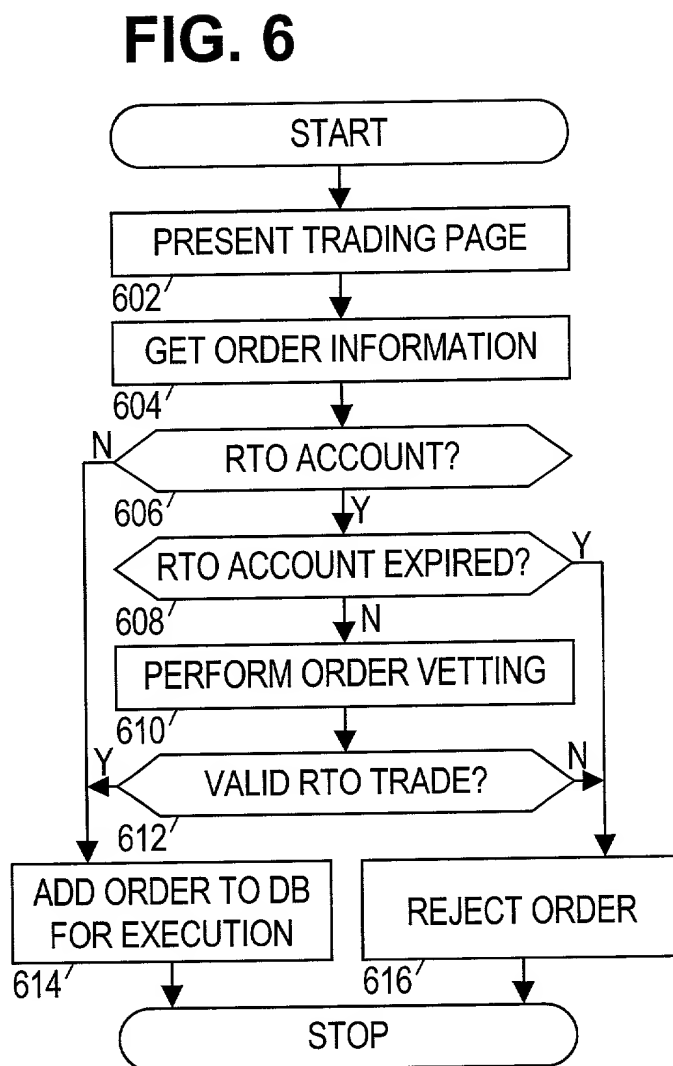 FIG. 6
START
PRESENT TRADING PAGE
602
GET ORDER INFORMATION
604
N
RTO ACCOUNT?
606
Y
RTO ACCOUNT EXPIRED?
Y
608
N
PERFORM ORDER VETTING
610
Y
VALID RTO TRADE?
N
612
ADD ORDER TO DB
FOR EXECUTION
614
REJECT ORDER
616
STOP